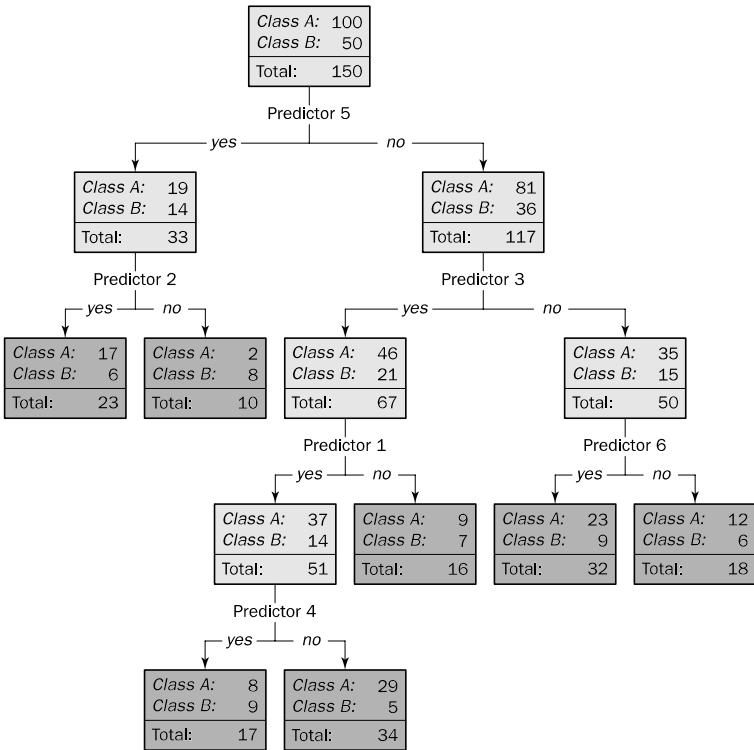 Class A: 100
Class B: 50
Total: 150
Predictor 5
yes no
Class A: 19
Class B: 14
Total: 33
Class A: 81
Class B: 36
Total: 117
Predictor 2
Predictor 3
yes no
yes no
Class A: 17
Class B: 6
Total: 23
Class A: 2
Class B: 8
Total: 10
Class A: 46
Class B: 21
Total: 67
Class A: 35
Class B: 15
Total: 50
Predictor 1
Predictor 6
yes no
yes no
Class A: 37
Class B: 14
Total: 51
Class A: 9
Class B: 7
Total: 16
Class A: 23
Class B: 9
Total: 32
Class A: 12
Class B: 6
Total: 18
Predictor 4
yes no
Class A: 8
Class B: 9
Total: 17
Class A: 29
Class B: 5
Total: 34